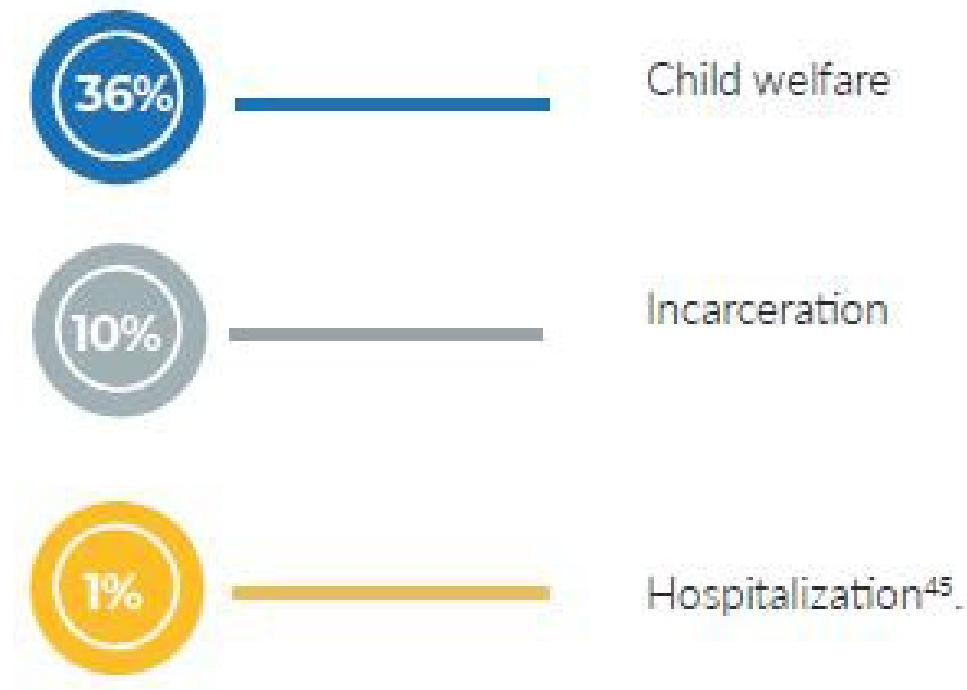 36% Child welfare
10% Incarceration
1% Hospitalization⁴⁵.